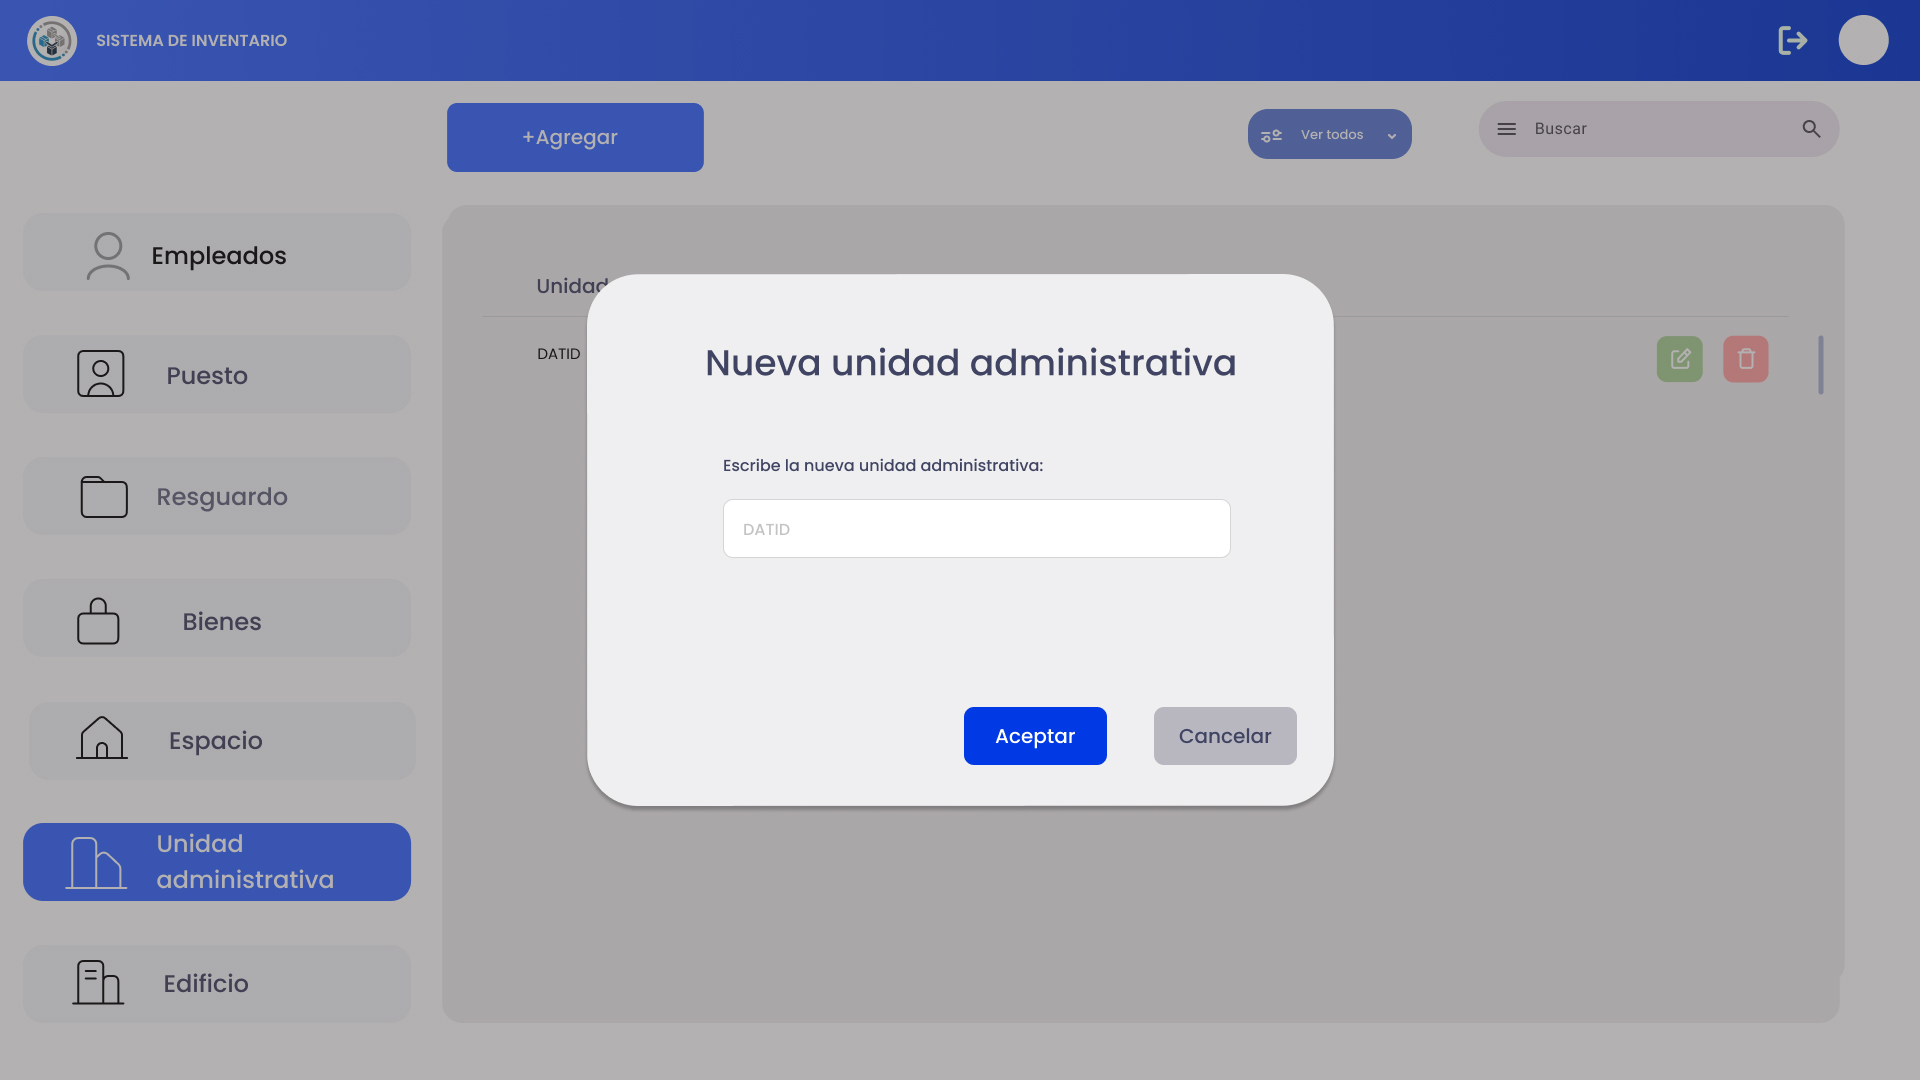 SISTEMA DE INVENTARIO
+Agregar
Ver todos
Buscar
Empleados
Puesto
Resguardo
Bienes
Espacio
Unidad
administrativa
Edificio
Unidad
DATID
Nueva unidad administrativa
Escribe la nueva unidad administrativa:
DATID
Aceptar
Cancelar